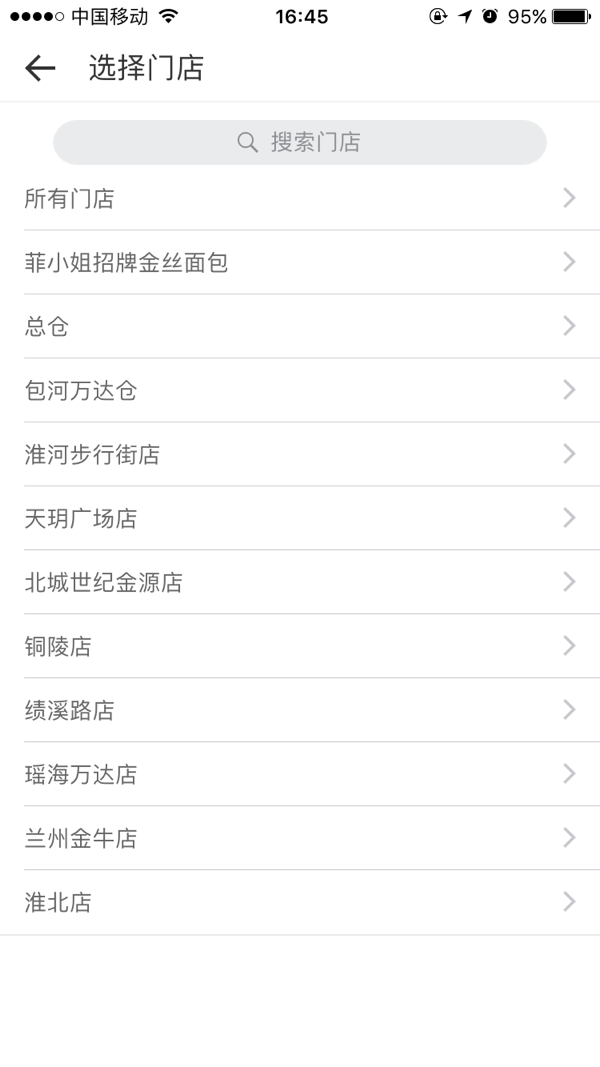 中国移动 16:45 95%
选择门店
搜索门店
所有门店
菲小姐招牌金丝面包
总仓
包河万达仓
淮河步行街店
天玥广场店
北城世纪金源店
铜陵店
绩溪路店
瑶海万达店
兰州金牛店
淮北店